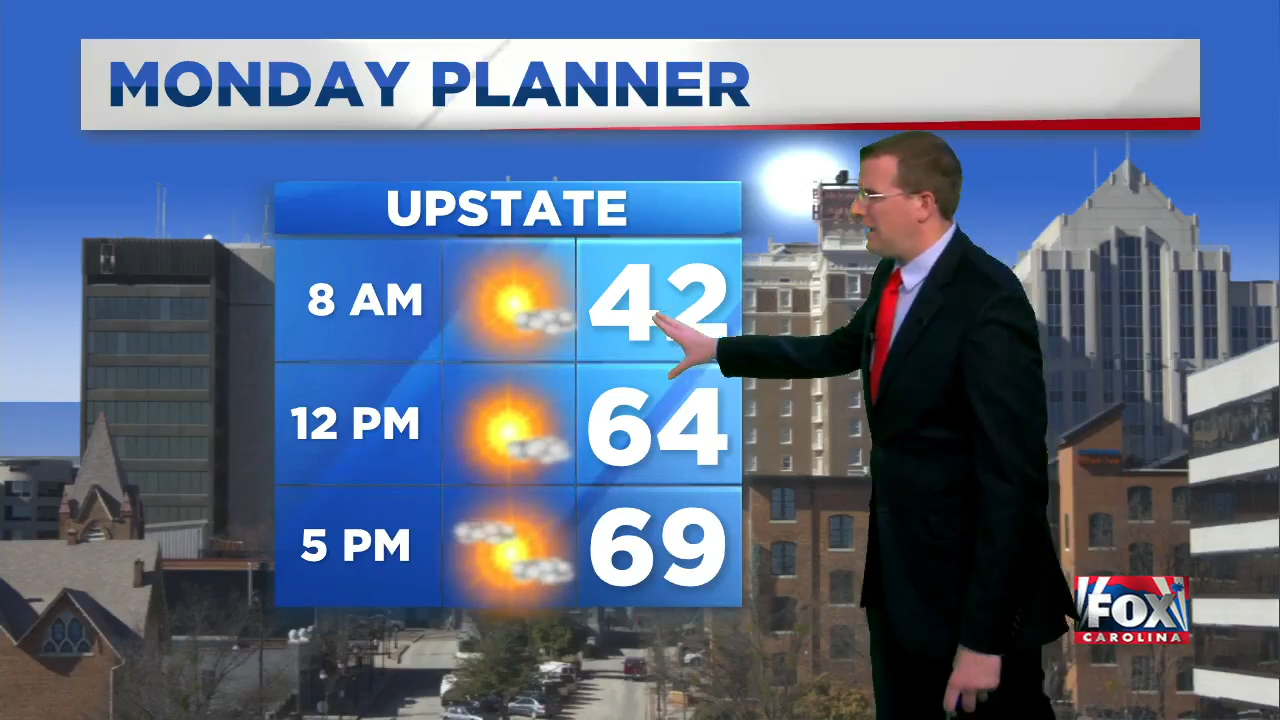 MONDAY PLANNER
UPSTATE
8 AM 42
12 PM 64
5 PM 69
FOX
CAROLINA